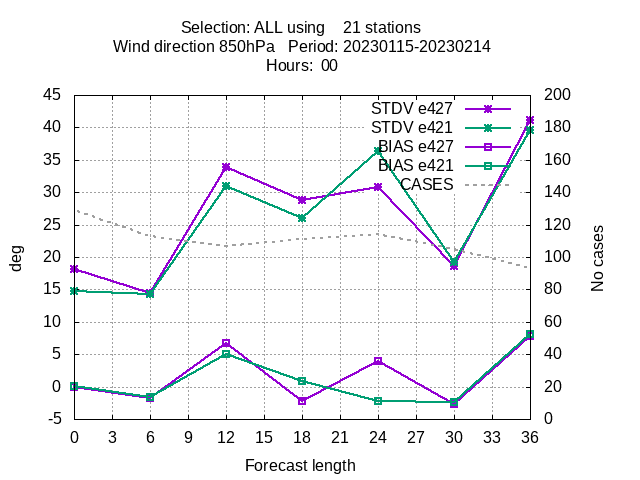 Selection: ALL using    21 stations
Wind direction 850hPa   Period: 20230115-20230214
Hours:  00
45
40
35
30
25
20
15
10
5
0
-5
deg
STDV e427
STDV e421
BIAS e427
BIAS e421
CASES
200
180
160
140
120
100
80
60
40
20
0
No cases
0 3 6 9 12 15 18 21 24 27 30 33 36
Forecast length